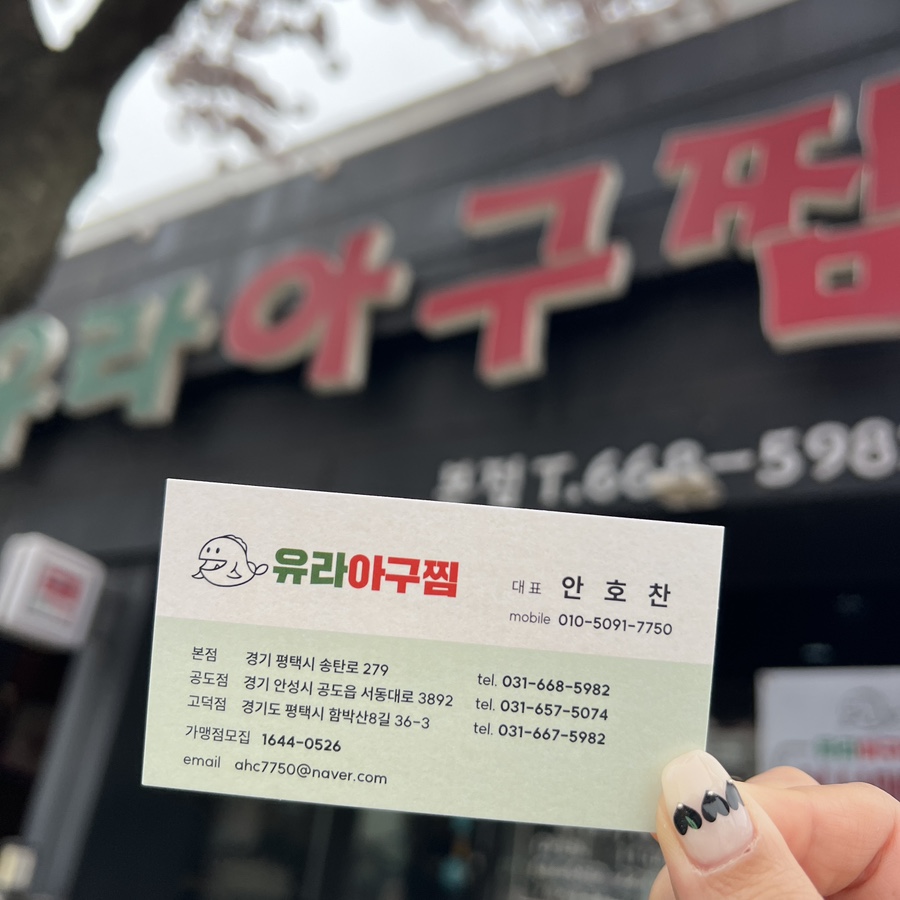 유라아구찜
본점 T.668-598
유라아구찜
대표 안호찬
mobile 010-5091-7750
본점 경기 평택시 송탄로 279 tel. 031-668-5982
공도점 경기 안성시 공도읍 서동대로 3892 tel. 031-657-5074
고덕점 경기도 평택시 함박산8길 36-3 tel. 031-667-5982
가맹점모집 1644-0526
email ahc7750@naver.com